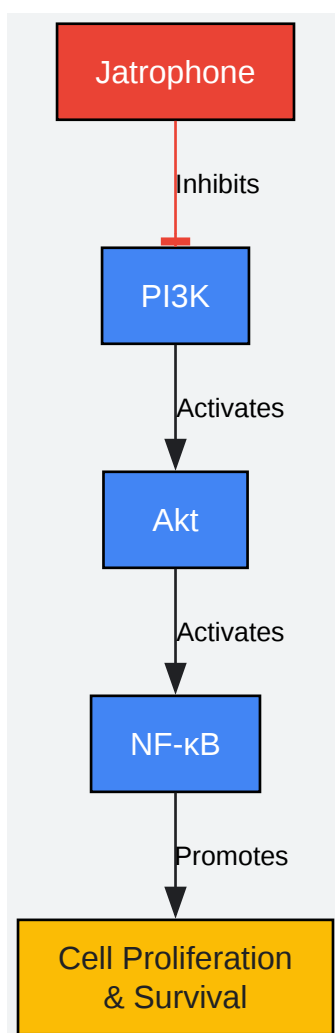 Jatrophone
Inhibits
PI3K
Activates
Akt
Activates
NF-κB
Promotes
Cell Proliferation
& Survival